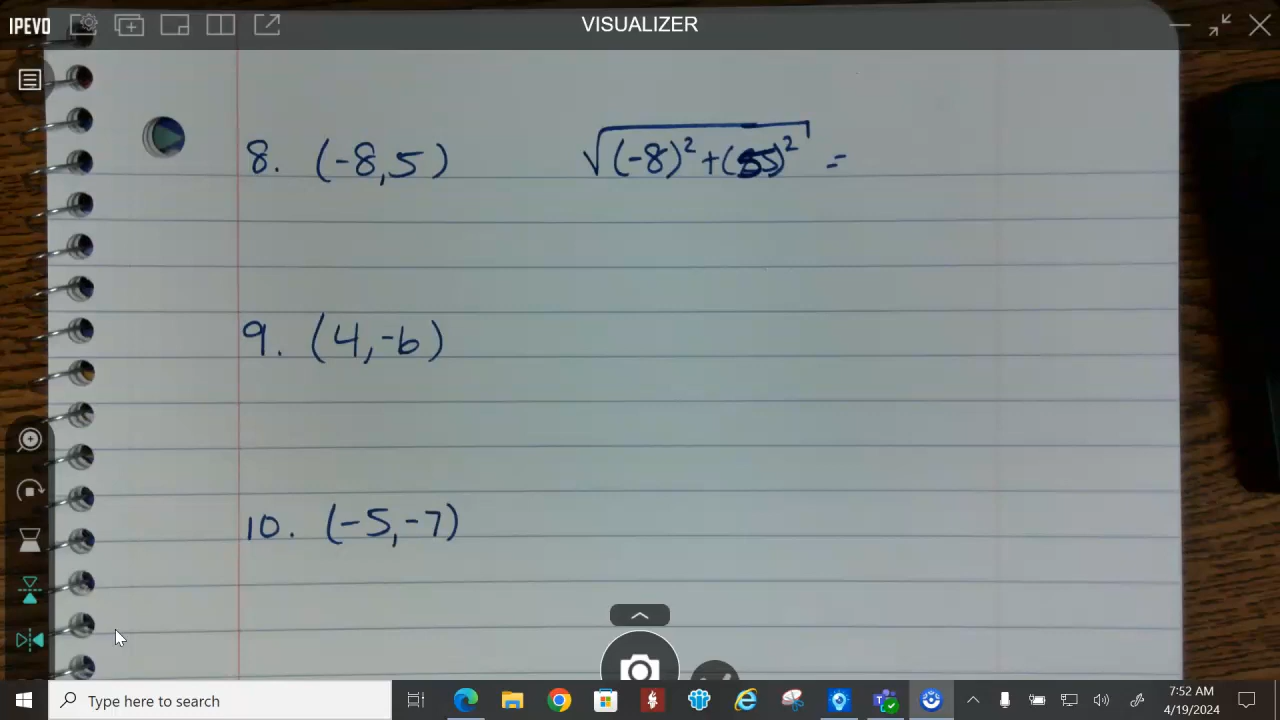 IPEVO VISUALIZER
8. (-8,5) √(-8)² + (5)² =
9. (4,-6)
10. (-5,-7)
Type here to search
7:52 AM
4/19/2024